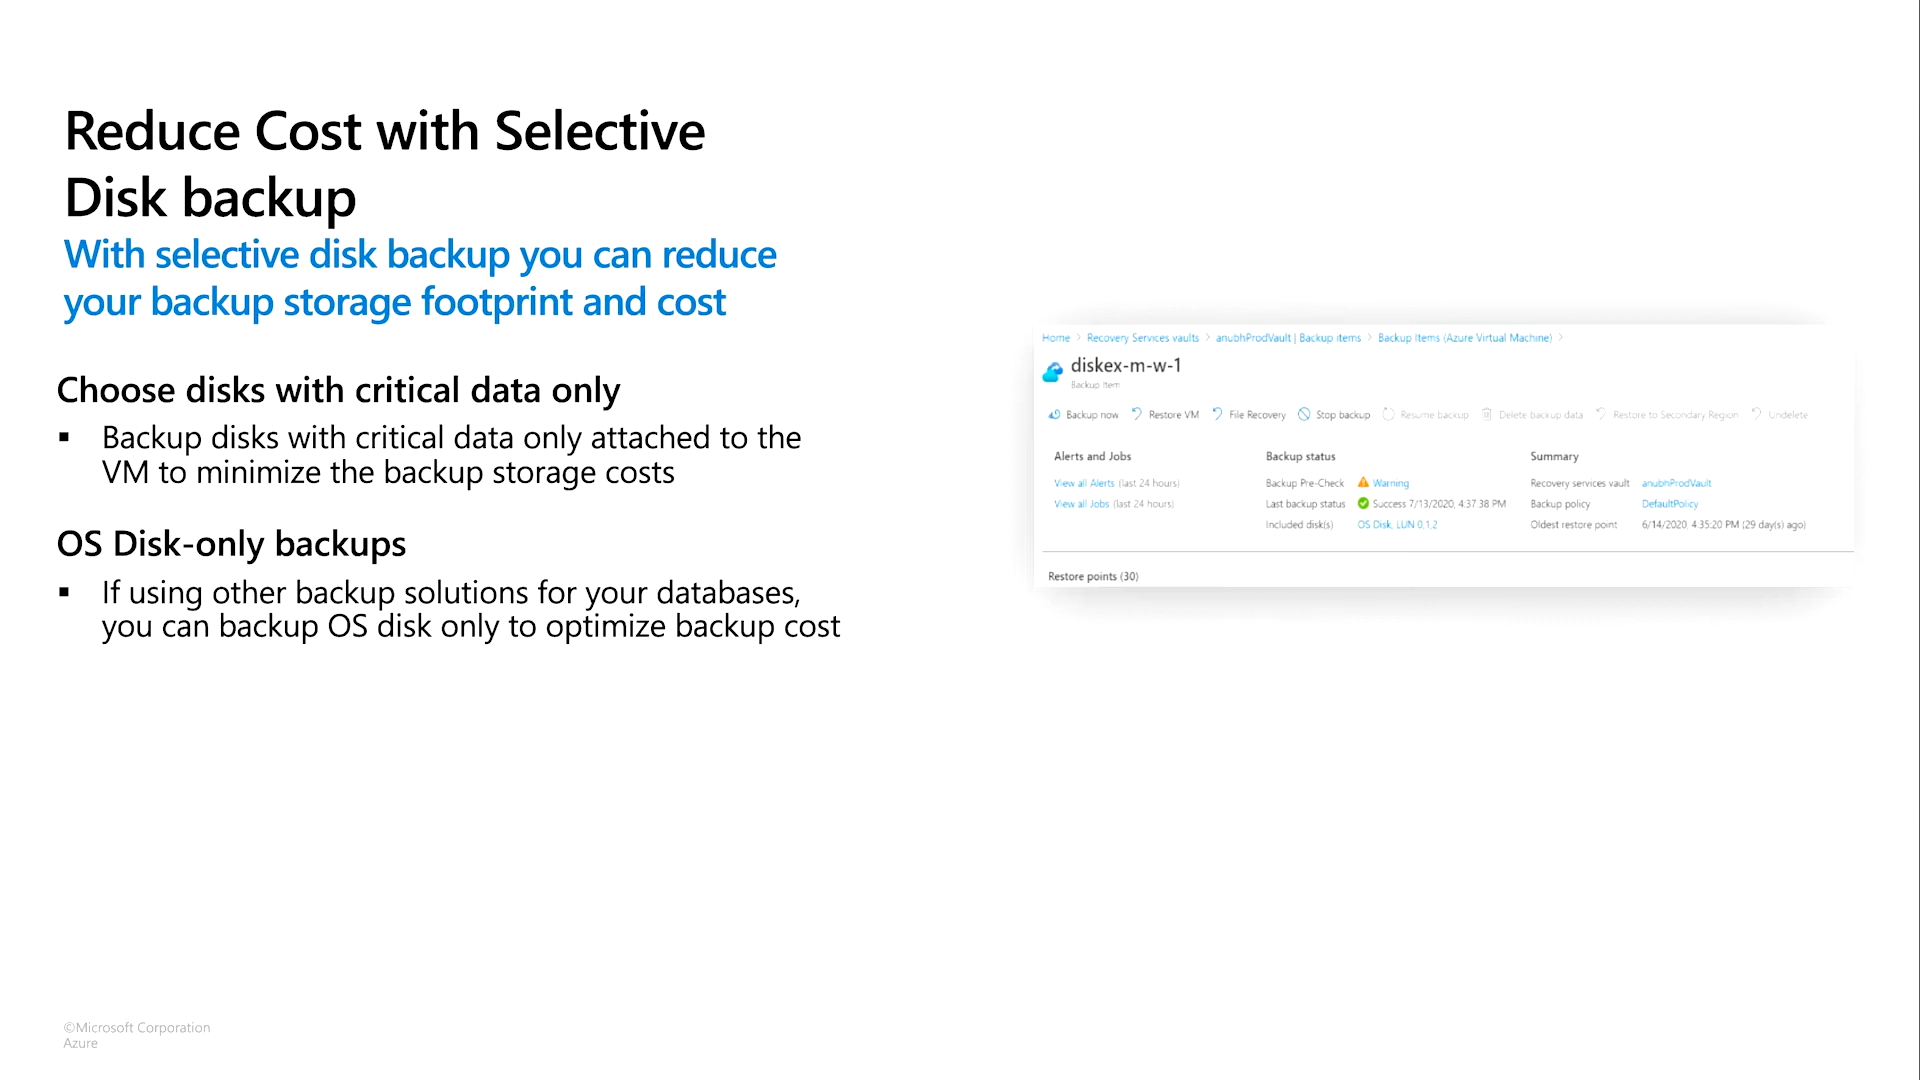 Reduce Cost with Selective
Disk backup
With selective disk backup you can reduce
your backup storage footprint and cost
Choose disks with critical data only
▪ Backup disks with critical data only attached to the
VM to minimize the backup storage costs
OS Disk-only backups
▪ If using other backup solutions for your databases,
you can backup OS disk only to optimize backup cost
Home > Recovery Services vaults > anubhProdVault | Backup items > Backup Items (Azure Virtual Machine) >
diskex-m-w-1
Backup Item
Backup now Restore VM File Recovery Stop backup Resume backup Delete backup data Restore to Secondary Region Undelete
Alerts and Jobs
View all Alerts (last 24 hours)
View all Jobs (last 24 hours)
Backup status
Backup Pre-Check Warning
Last backup status Success 7/13/2020, 4:37:38 PM
Included disk(s) OS Disk, LUN 0,1,2
Summary
Recovery services vault anubhProdVault
Backup policy DefaultPolicy
Oldest restore point 6/14/2020, 4:35:20 PM (29 day(s) ago)
Restore points (30)
©Microsoft Corporation
Azure